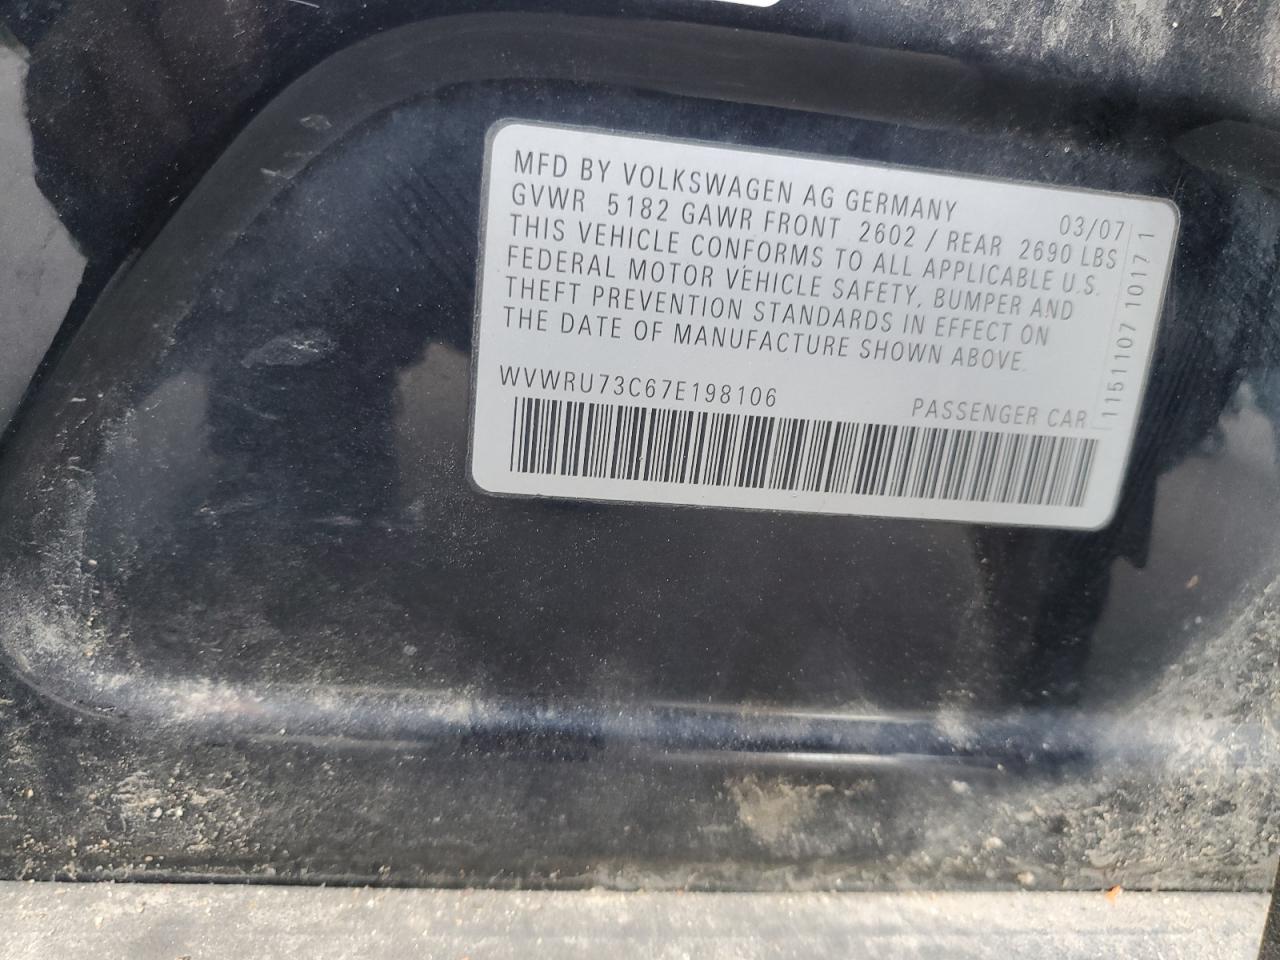 MFD BY VOLKSWAGEN AG GERMANY 03/07
GVWR 5182 GAWR FRONT 2602 / REAR 2690 LBS
THIS VEHICLE CONFORMS TO ALL APPLICABLE U.S.
FEDERAL MOTOR VEHICLE SAFETY, BUMPER AND
THEFT PREVENTION STANDARDS IN EFFECT ON
THE DATE OF MANUFACTURE SHOWN ABOVE.
WVWRU73C67E198106 PASSENGER CAR
1151107 1017 1